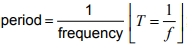 period = 1/frequency ⌊T = 1/f⌋